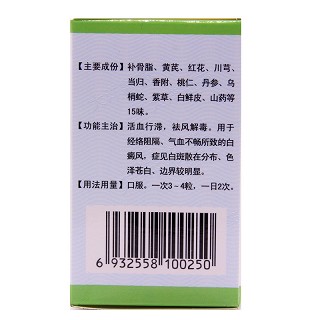 【主要成份】补骨脂、黄芪、红花、川芎、
当归、香附、桃仁、丹参、乌
梢蛇、紫草、白鲜皮、山药等
15味。
【功能主治】活血行滞，祛风解毒。用于
经络阻隔、气血不畅所致的白
癜风，症见白斑散在分布、色
泽苍白、边界较明显。
【用法用量】口服。一次3~4粒，一日2次。
6 932558 100250